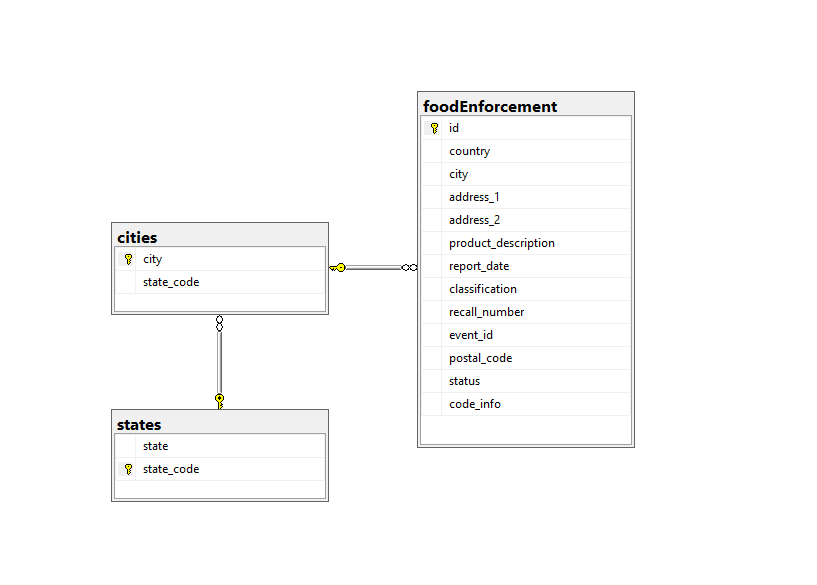 foodEnforcement
id
country
city
address_1
address_2
product_description
report_date
classification
recall_number
event_id
postal_code
status
code_info
cities
city
state_code
states
state
state_code